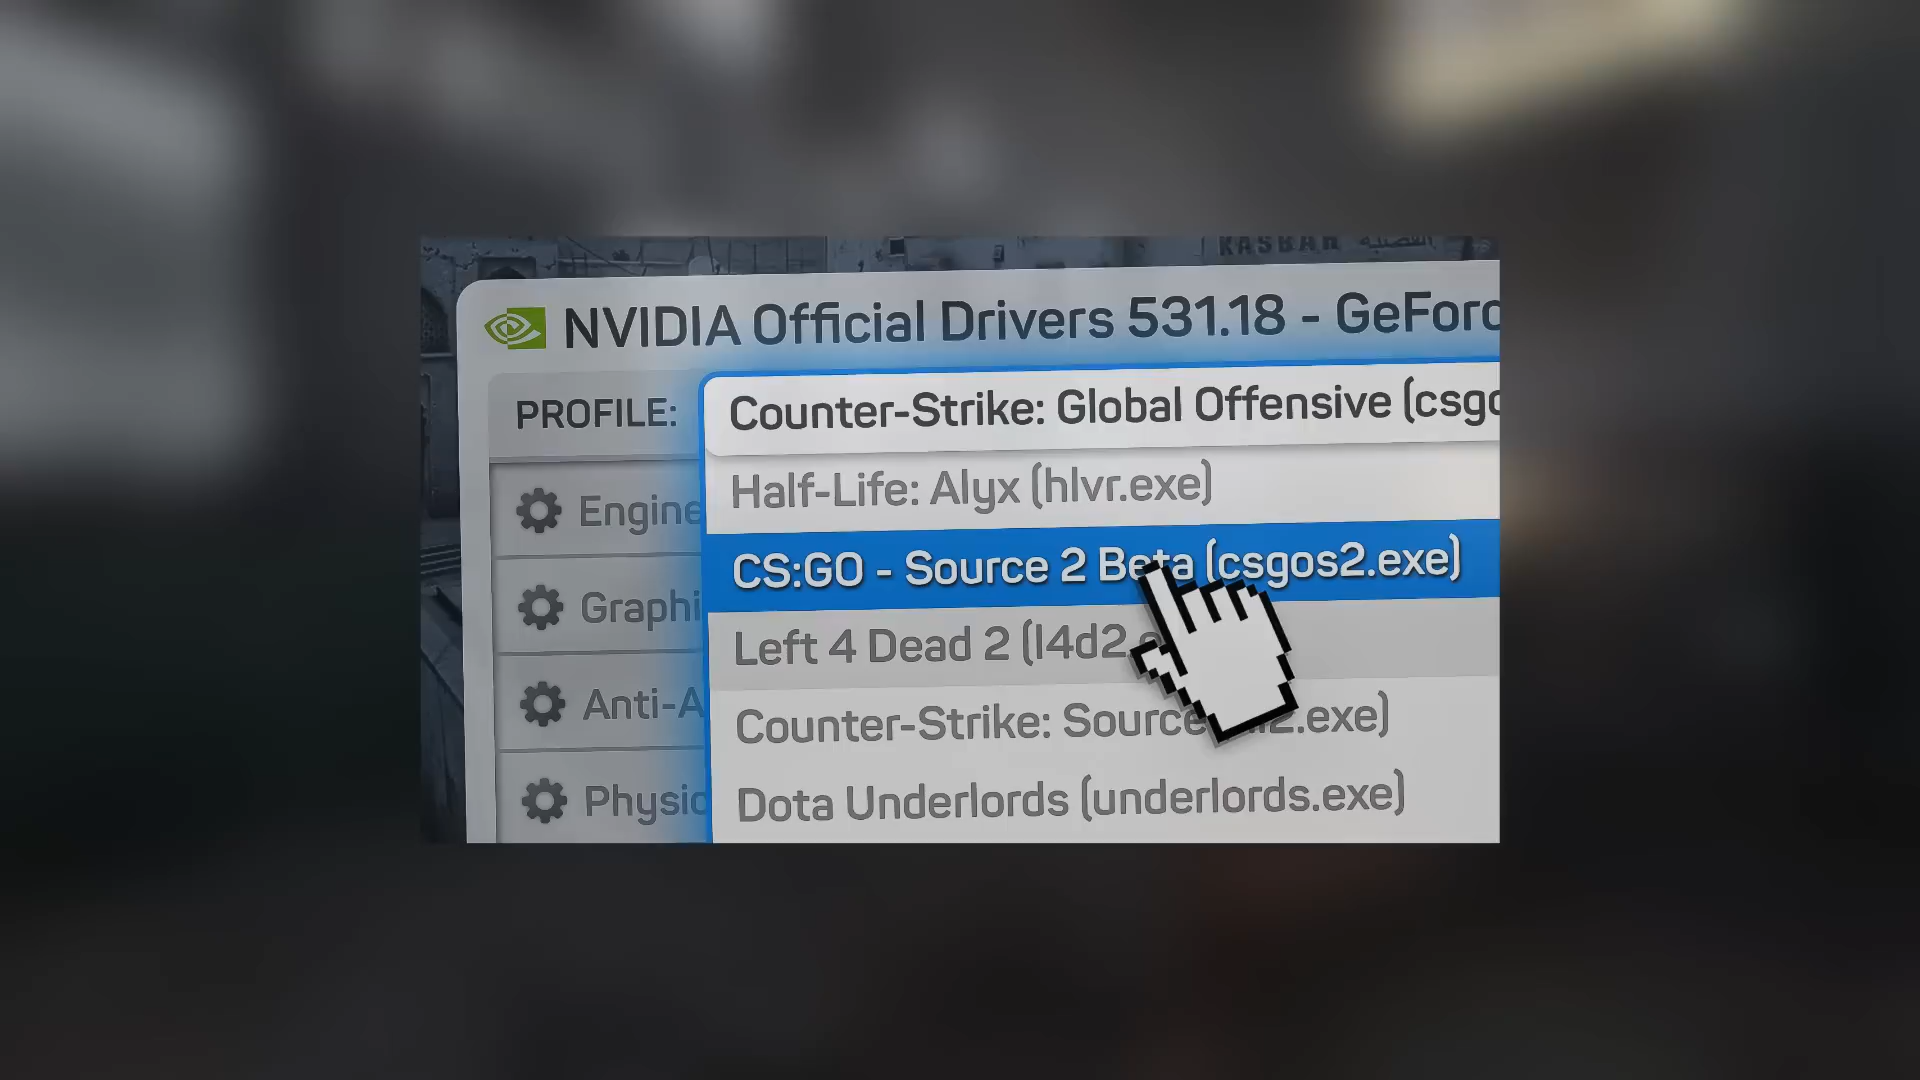 KASBAH القصبة
NVIDIA Official Drivers 531.18 - GeForc
PROFILE:
Counter-Strike: Global Offensive (csgo
Half-Life: Alyx (hlvr.exe)
CS:GO - Source 2 Beta (csgos2.exe)
Left 4 Dead 2 (l4d2.e
Counter-Strike: Source .exe)
Dota Underlords (underlords.exe)
Engine
Graphi
Anti-A
Physic